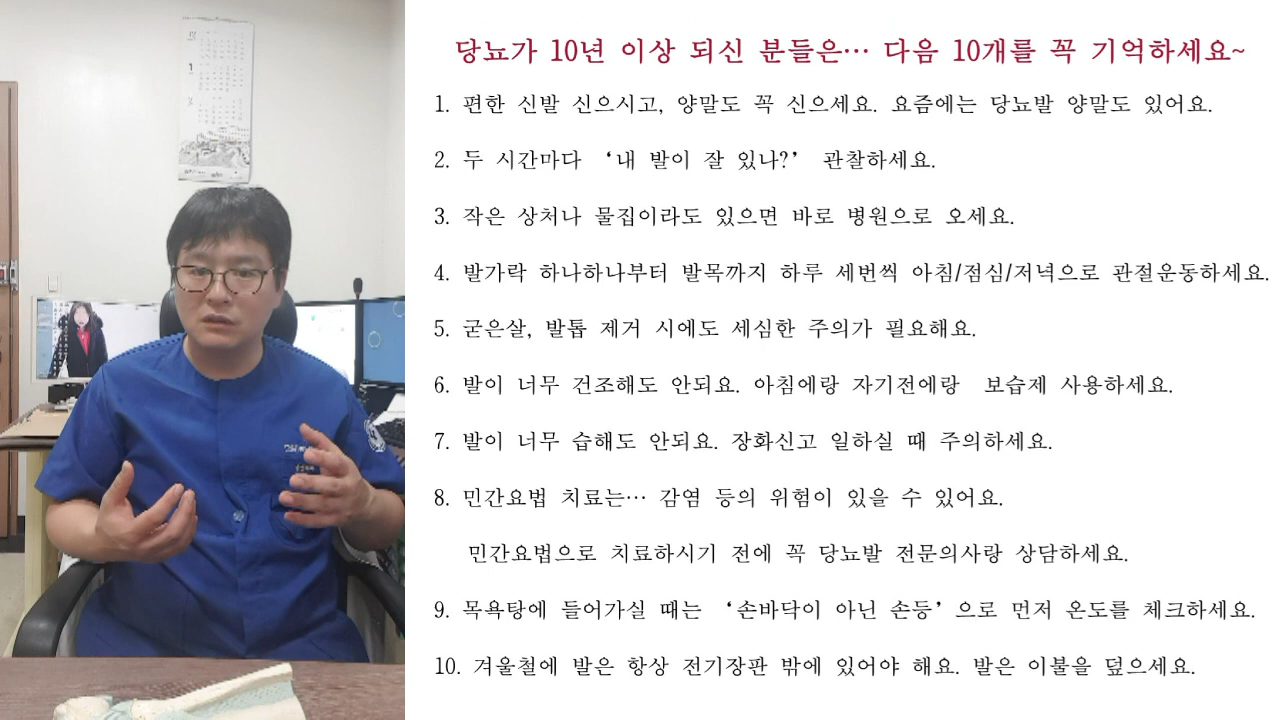 당뇨가 10년 이상 되신 분들은… 다음 10개를 꼭 기억하세요~
1. 편한 신발 신으시고, 양말도 꼭 신으세요. 요즘에는 당뇨발 양말도 있어요.
2. 두 시간마다 ‘내 발이 잘 있나?’ 관찰하세요.
3. 작은 상처나 물집이라도 있으면 바로 병원으로 오세요.
4. 발가락 하나하나부터 발목까지 하루 세번씩 아침/점심/저녁으로 관절운동하세요.
5. 굳은살, 발톱 제거 시에도 세심한 주의가 필요해요.
6. 발이 너무 건조해도 안되요. 아침에랑 자기전에랑 보습제 사용하세요.
7. 발이 너무 습해도 안되요. 장화신고 일하실 때 주의하세요.
8. 민간요법 치료는… 감염 등의 위험이 있을 수 있어요.
민간요법으로 치료하시기 전에 꼭 당뇨발 전문의사랑 상담하세요.
9. 목욕탕에 들어가실 때는 ‘손바닥이 아닌 손등’으로 먼저 온도를 체크하세요.
10. 겨울철에 발은 항상 전기장판 밖에 있어야 해요. 발은 이불을 덮으세요.